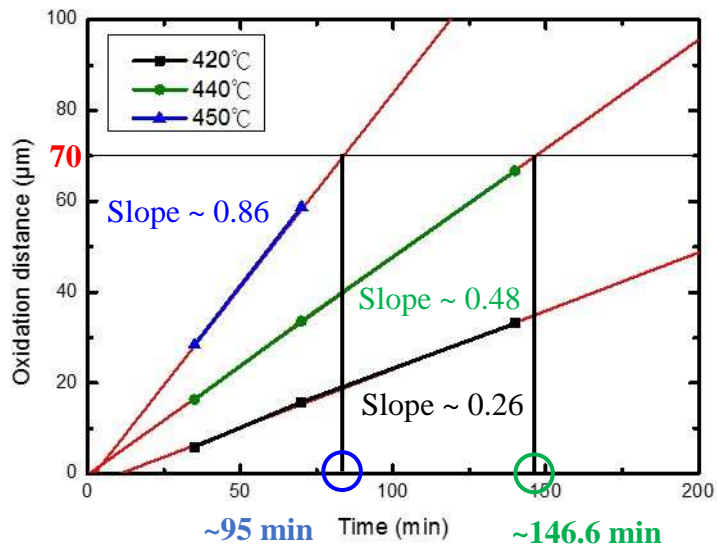 100
80
70
60
40
20
0
Oxidation distance (µm)
420℃
440℃
450℃
Slope ~ 0.86
Slope ~ 0.48
Slope ~ 0.26
0
50
100
150
200
~95 min
Time (min)
~146.6 min